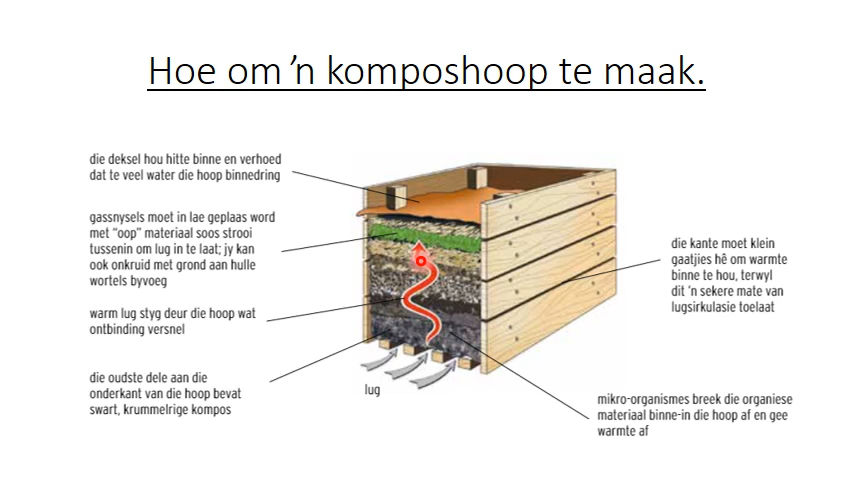 Hoe om ’n komposhoop te maak.
die deksel hou hitte binne en verhoed
dat te veel water die hoop binnedring
gassnysels moet in lae geplaas word
met “oop” materiaal soos strooi
tussenin om lug in te laat; jy kan
ook onkruid met grond aan hulle
wortels byvoeg
warm lug styg deur die hoop wat
ontbinding versnel
die oudste dele aan die
onderkant van die hoop bevat
swart, krummelrige kompos
lug
die kante moet klein
gaatjies hê om warmte
binne te hou, terwyl
dit ’n sekere mate van
lugsirkulasie toelaat
mikro-organismes breek die organiese
materiaal binne-in die hoop af en gee
warmte af